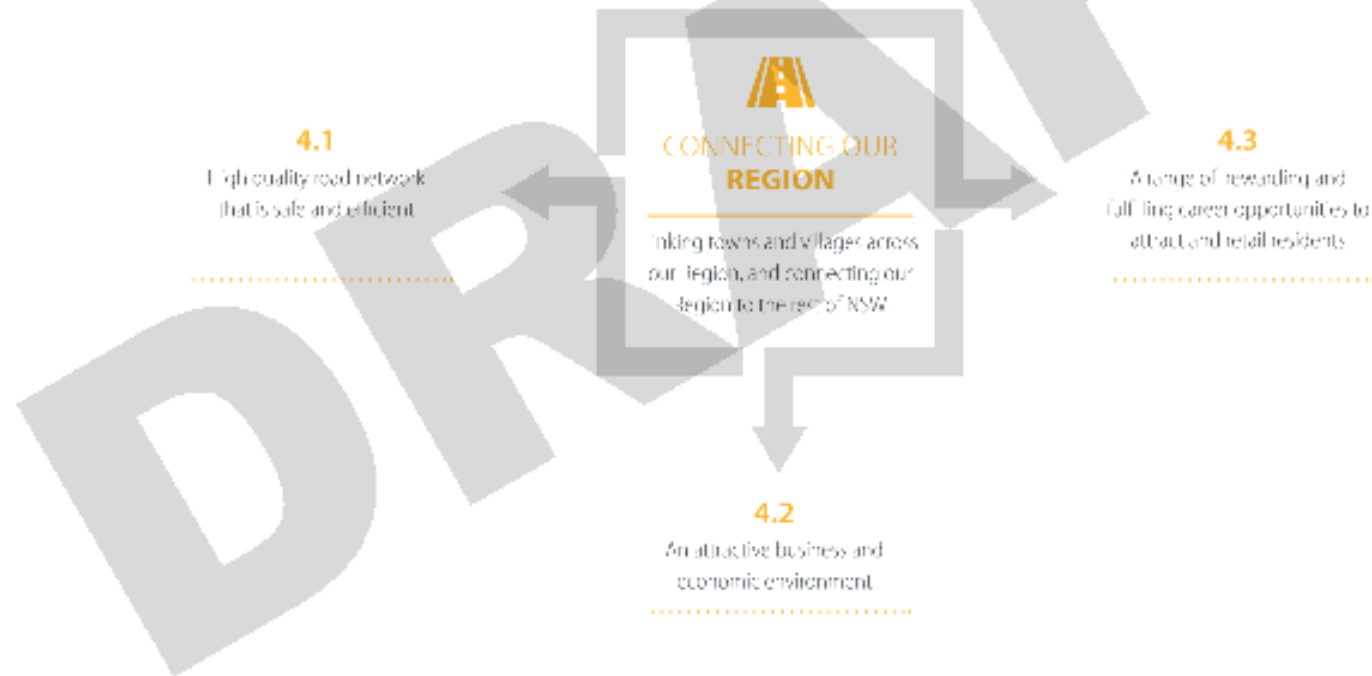 CONNECTING OUR
REGION
Linking towns and villages across
our Region, and connecting our
Region to the rest of NSW
4.1
High quality road network
that is safe and efficient
4.3
A range of rewarding and
fulfilling career opportunities to
attract and retail residents
4.2
An attractive business and
economic environment
DRA